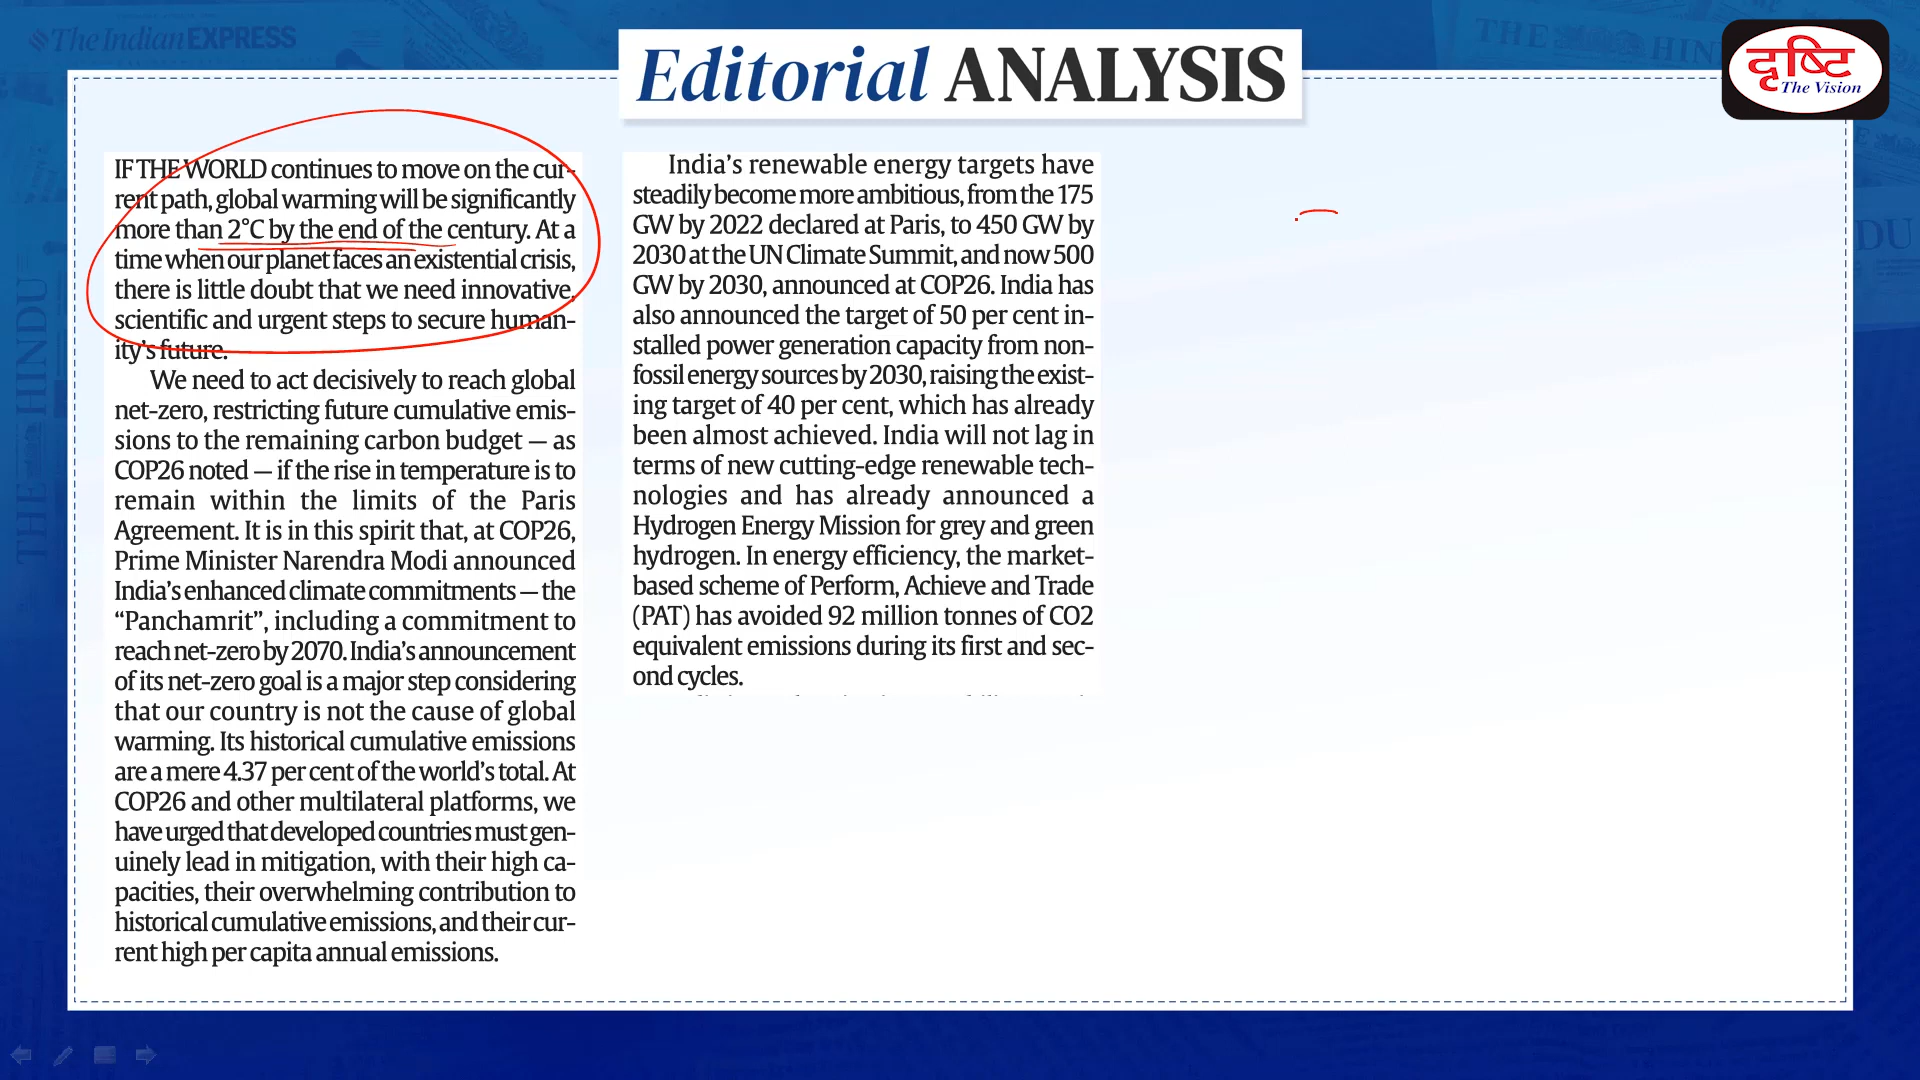 The Indian EXPRESS
THE HINDU
Editorial ANALYSIS
दृष्टि
The Vision
IF THE WORLD continues to move on the cur-
rent path, global warming will be significantly
more than 2°C by the end of the century. At a
time when our planet faces an existential crisis,
there is little doubt that we need innovative,
scientific and urgent steps to secure human-
ity's future.
We need to act decisively to reach global
net-zero, restricting future cumulative emis-
sions to the remaining carbon budget — as
COP26 noted — if the rise in temperature is to
remain within the limits of the Paris
Agreement. It is in this spirit that, at COP26,
Prime Minister Narendra Modi announced
India's enhanced climate commitments — the
“Panchamrit”, including a commitment to
reach net-zero by 2070. India's announcement
of its net-zero goal is a major step considering
that our country is not the cause of global
warming. Its historical cumulative emissions
are a mere 4.37 per cent of the world's total. At
COP26 and other multilateral platforms, we
have urged that developed countries must gen-
uinely lead in mitigation, with their high ca-
pacities, their overwhelming contribution to
historical cumulative emissions, and their cur-
rent high per capita annual emissions.
India's renewable energy targets have
steadily become more ambitious, from the 175
GW by 2022 declared at Paris, to 450 GW by
2030 at the UN Climate Summit, and now 500
GW by 2030, announced at COP26. India has
also announced the target of 50 per cent in-
stalled power generation capacity from non-
fossil energy sources by 2030, raising the exist-
ing target of 40 per cent, which has already
been almost achieved. India will not lag in
terms of new cutting-edge renewable tech-
nologies and has already announced a
Hydrogen Energy Mission for grey and green
hydrogen. In energy efficiency, the market-
based scheme of Perform, Achieve and Trade
(PAT) has avoided 92 million tonnes of CO2
equivalent emissions during its first and sec-
ond cycles.
THE HINDU